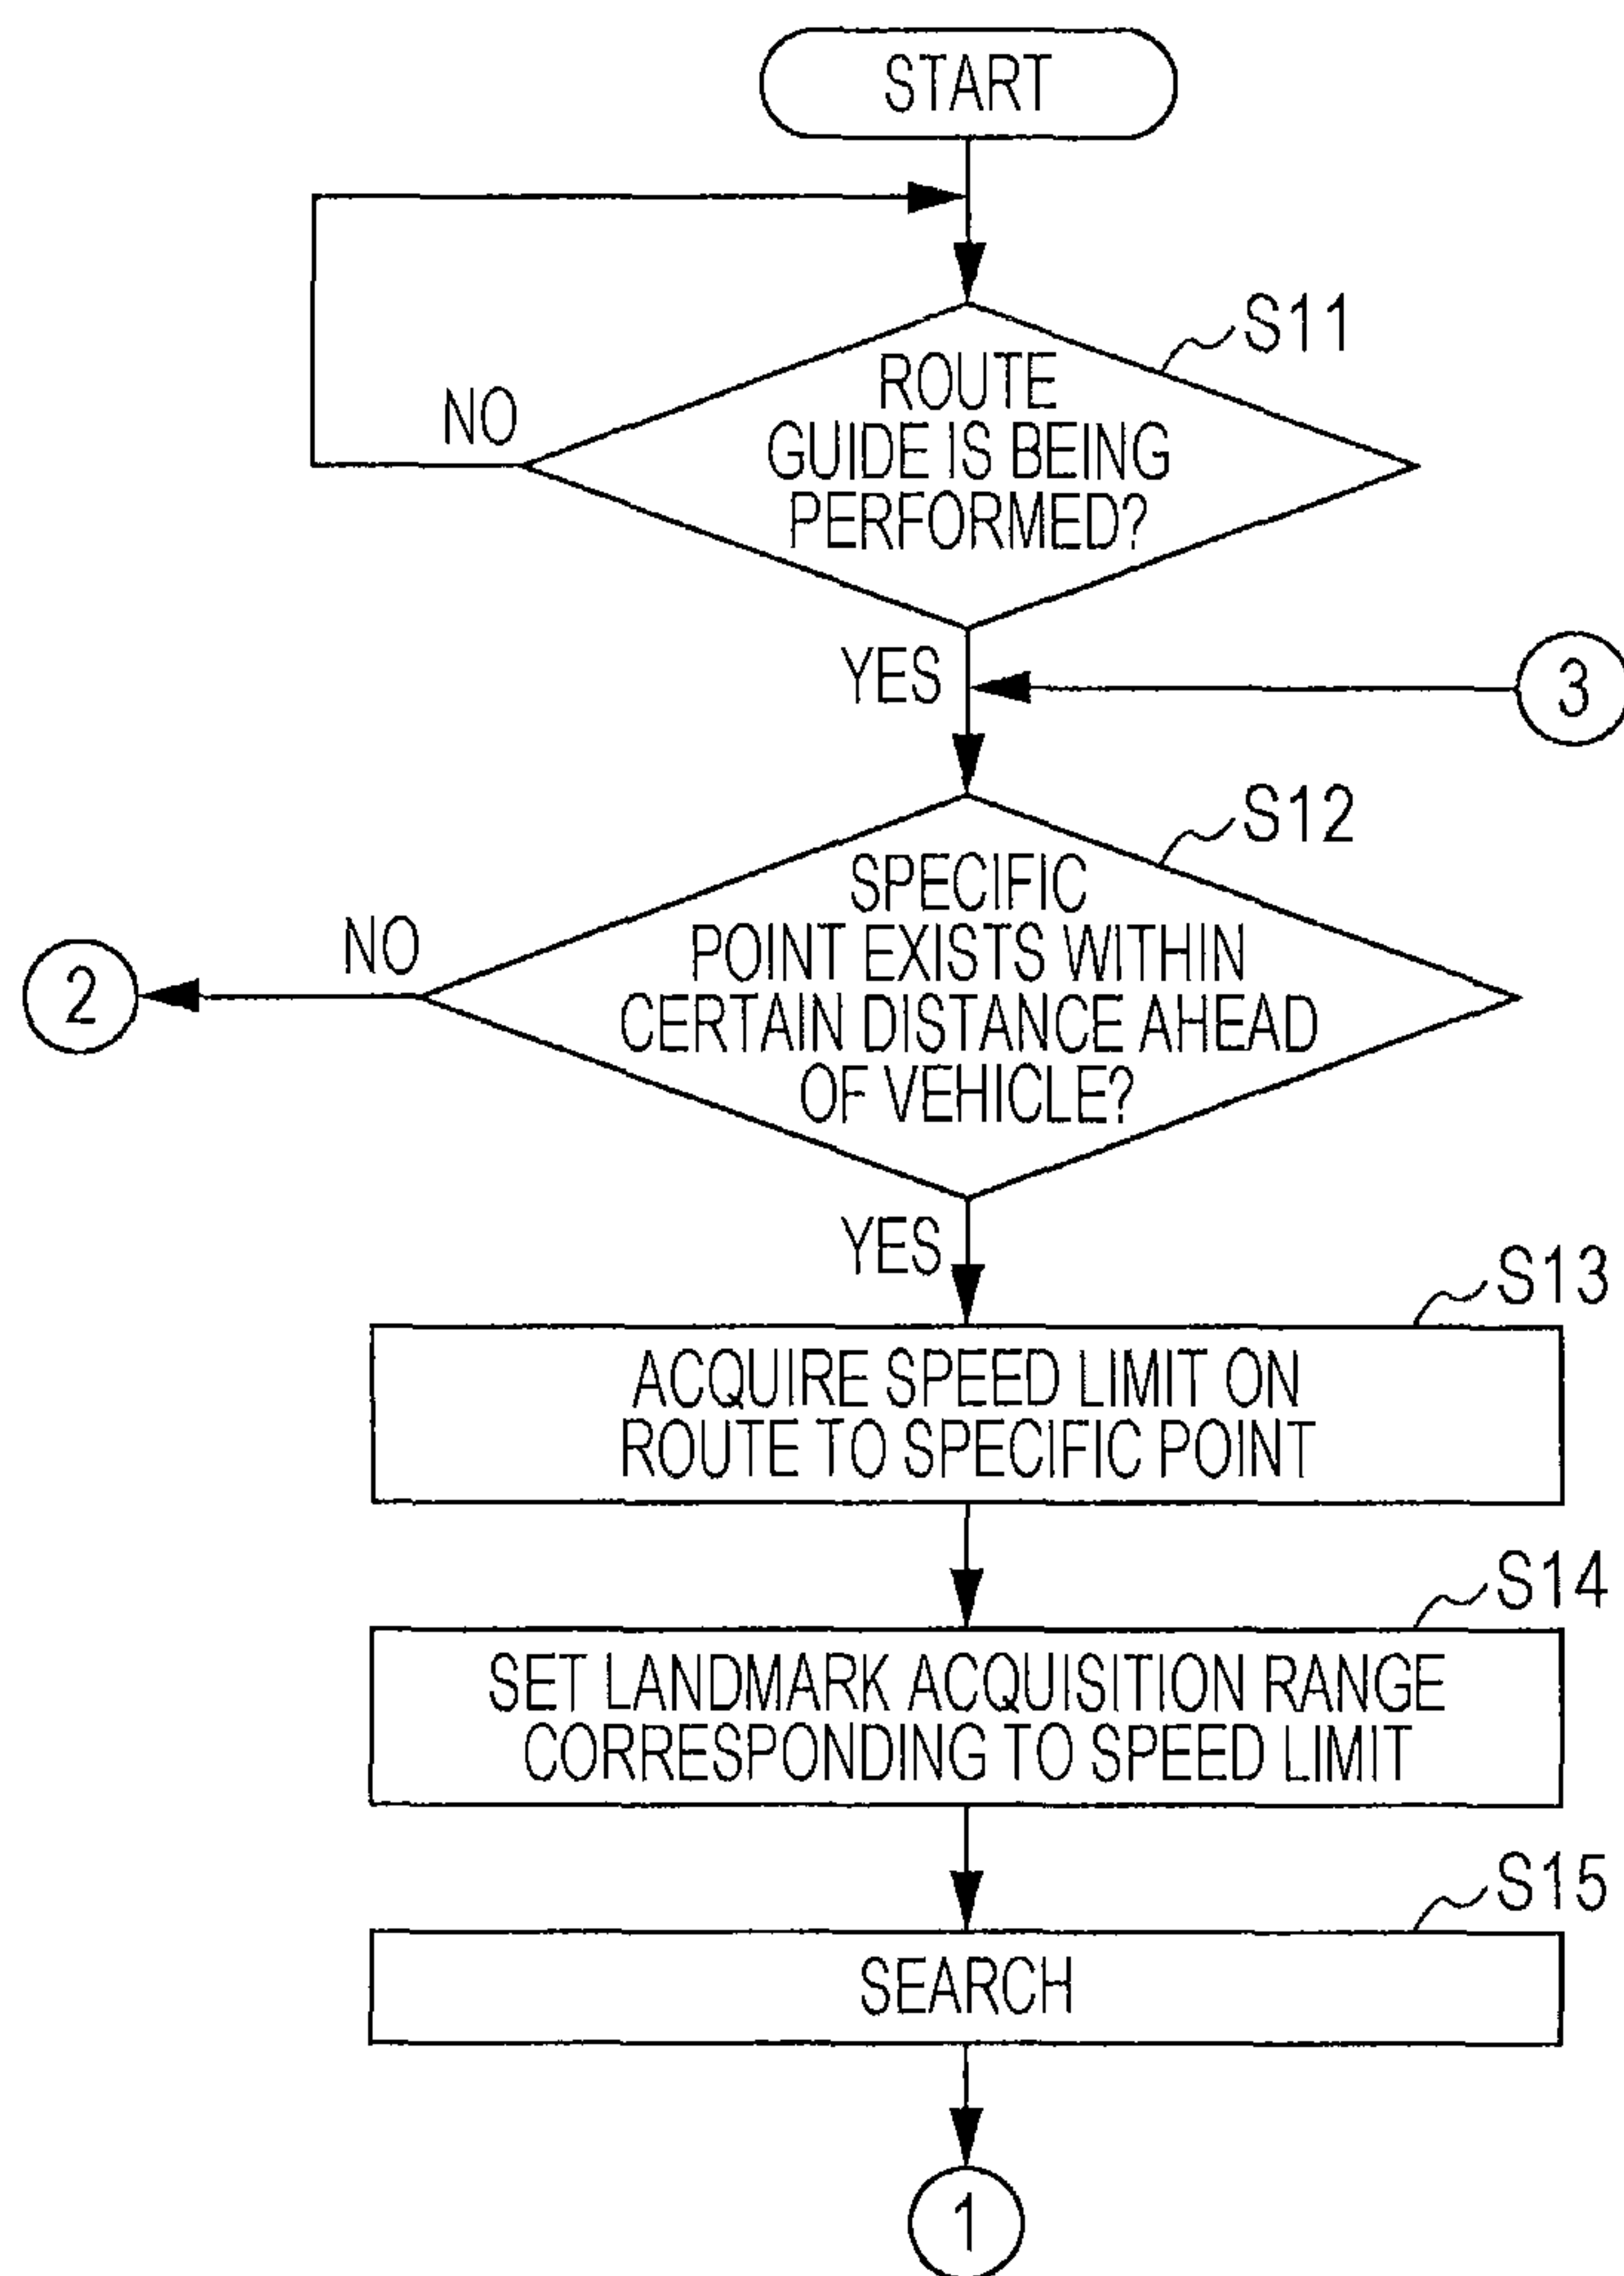 START
S11
ROUTE
GUIDE IS BEING
PERFORMED?
NO
YES
3
S12
SPECIFIC
POINT EXISTS WITHIN
CERTAIN DISTANCE AHEAD
OF VEHICLE?
NO
2
YES
S13
ACQUIRE SPEED LIMIT ON
ROUTE TO SPECIFIC POINT
S14
SET LANDMARK ACQUISITION RANGE
CORRESPONDING TO SPEED LIMIT
S15
SEARCH
1